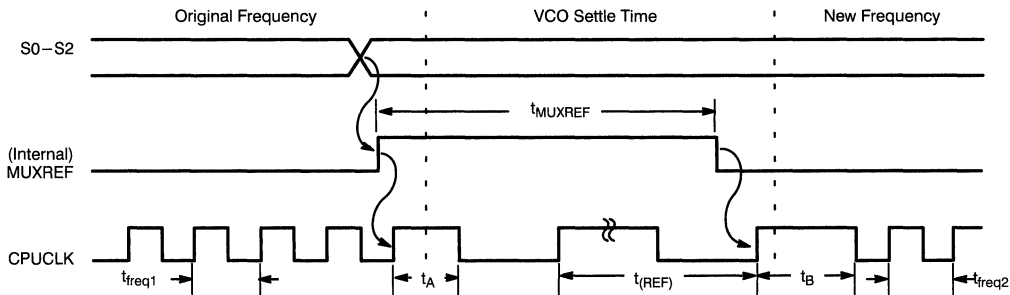 Original Frequency
VCO Settle Time
New Frequency
S0–S2
tMUXREF
(Internal)
MUXREF
CPUCLK
tfreq1
tA
t(REF)
tB
tfreq2